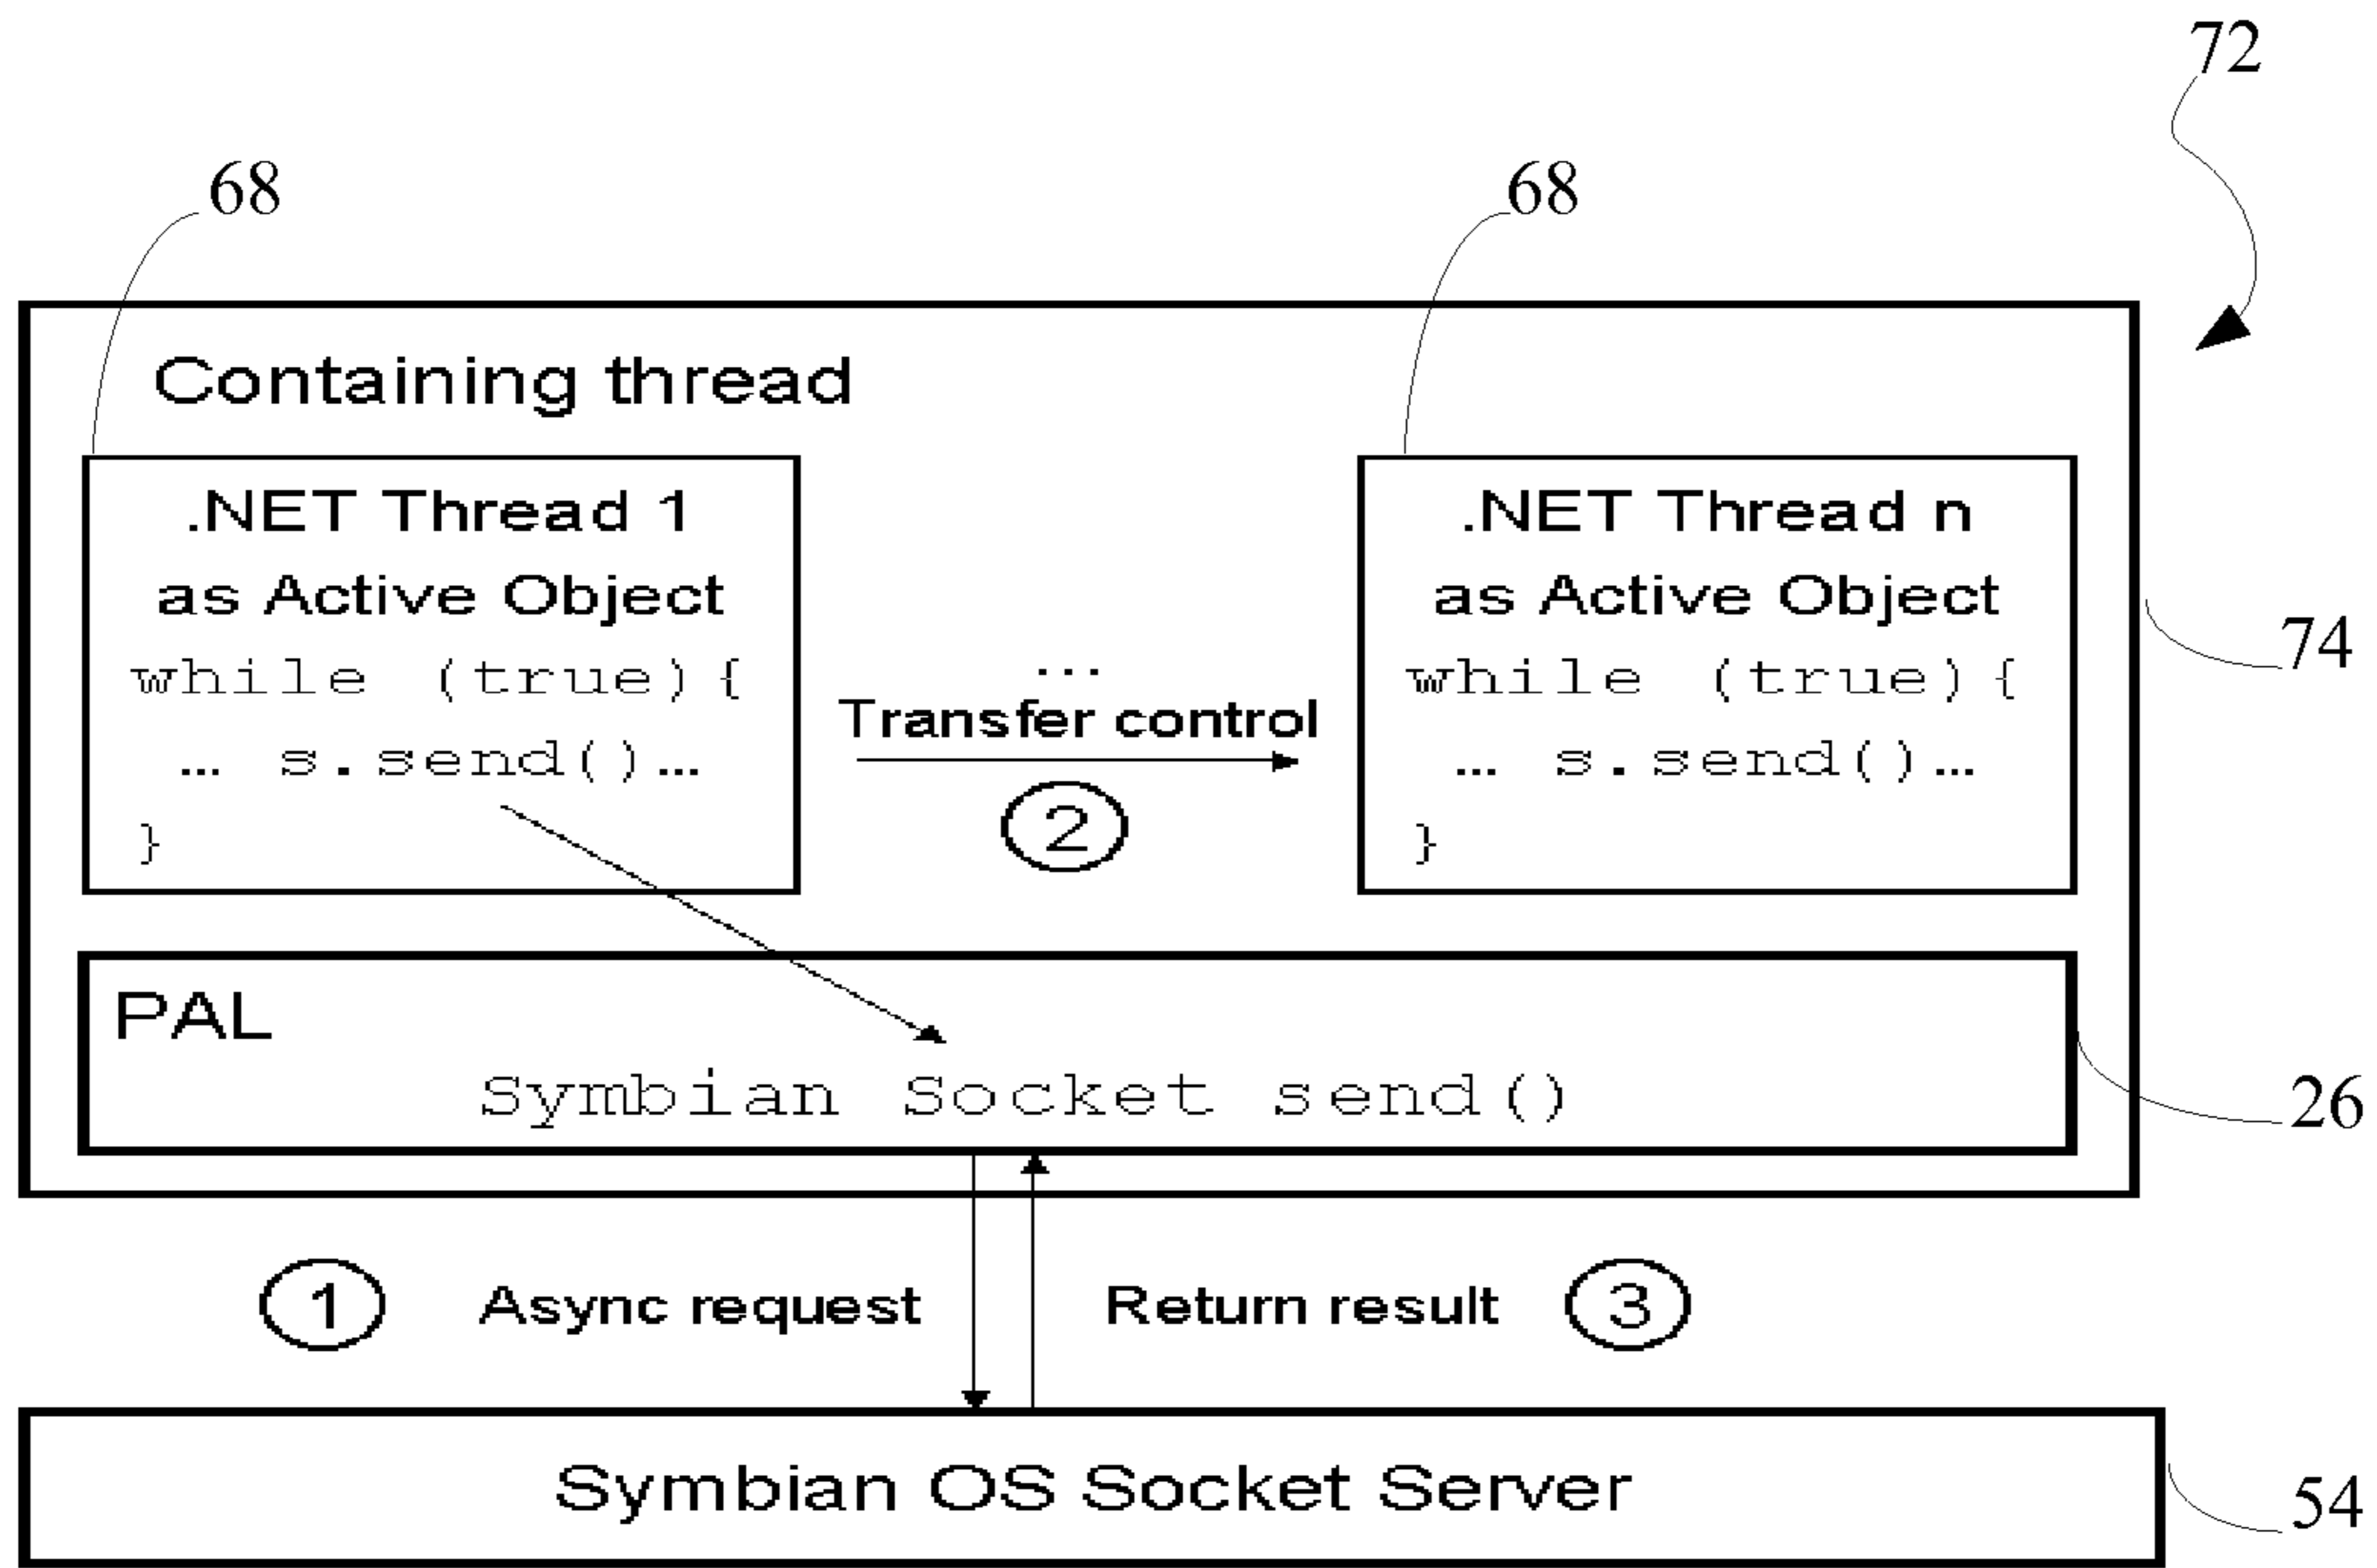 72
68
68
Containing thread
.NET Thread 1
as Active Object
while (true){
… s.send()…
}
...
Transfer control
2
.NET Thread n
as Active Object
while (true){
… s.send()…
}
74
PAL
Symbian Socket send()
26
1 Async request
Return result 3
Symbian OS Socket Server
54